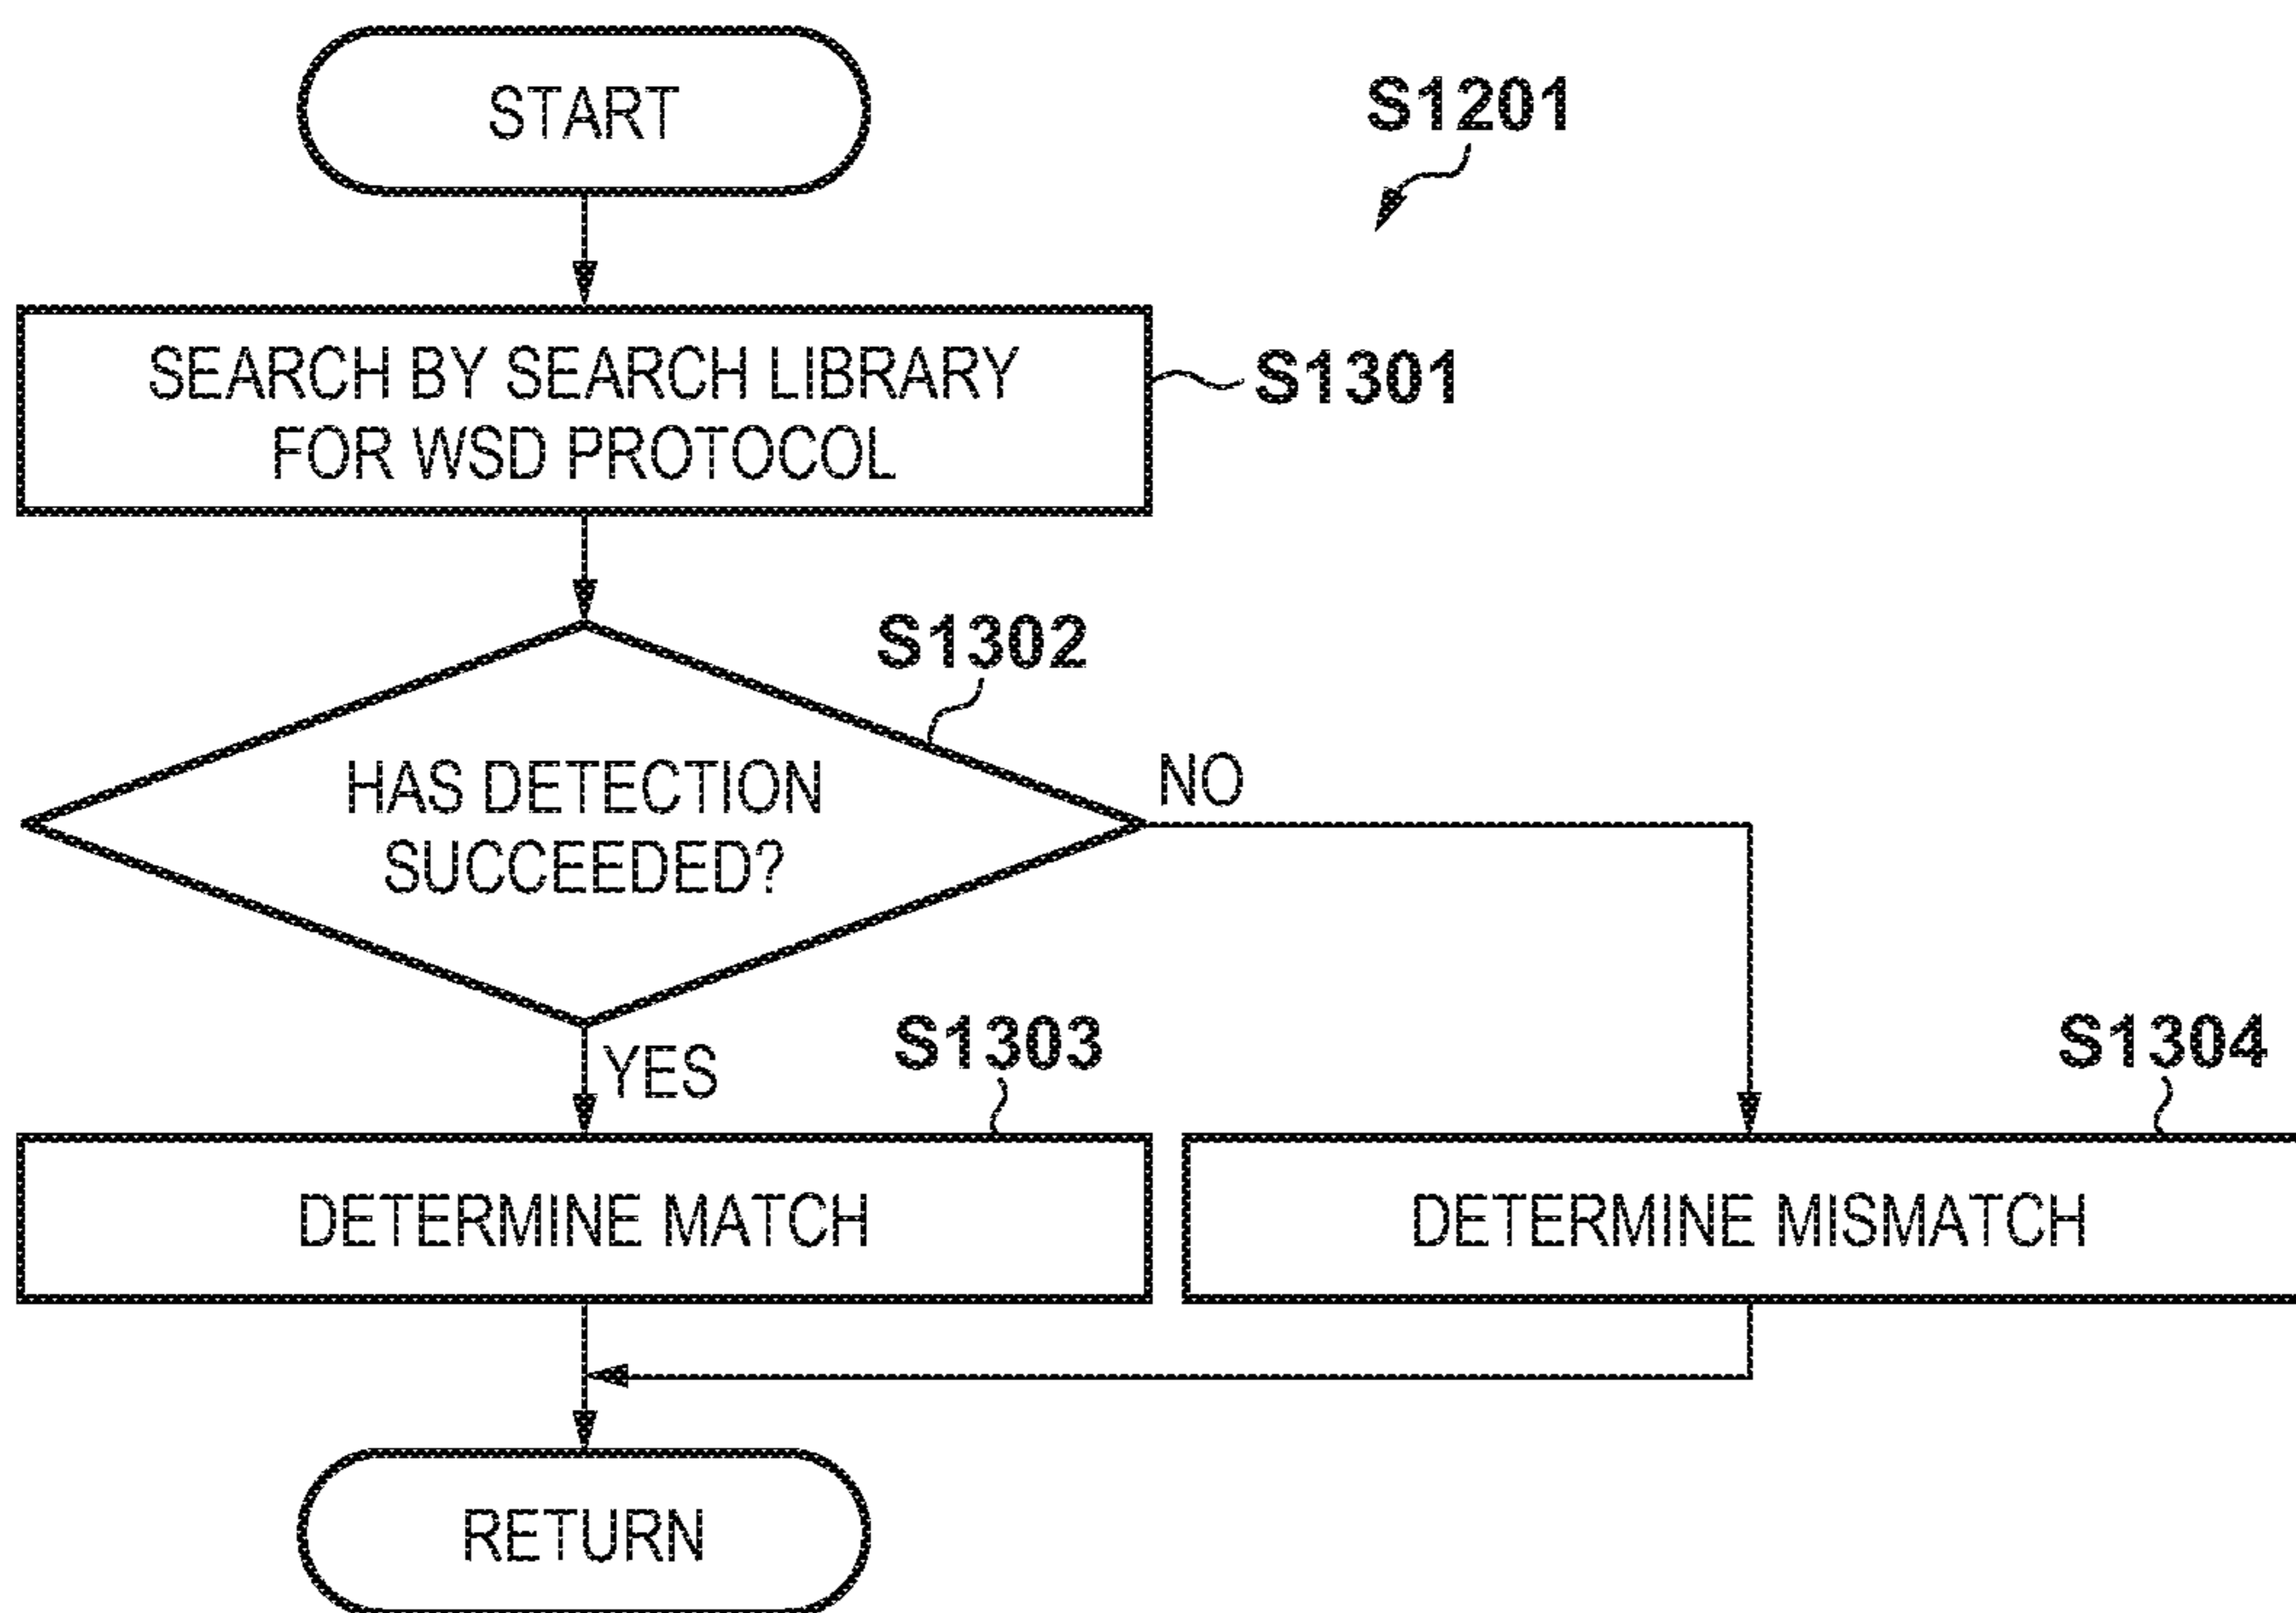 START
S1201
SEARCH BY SEARCH LIBRARY
FOR WSD PROTOCOL
S1301
S1302
HAS DETECTION
SUCCEEDED?
NO
YES
S1303
S1304
DETERMINE MATCH
DETERMINE MISMATCH
RETURN